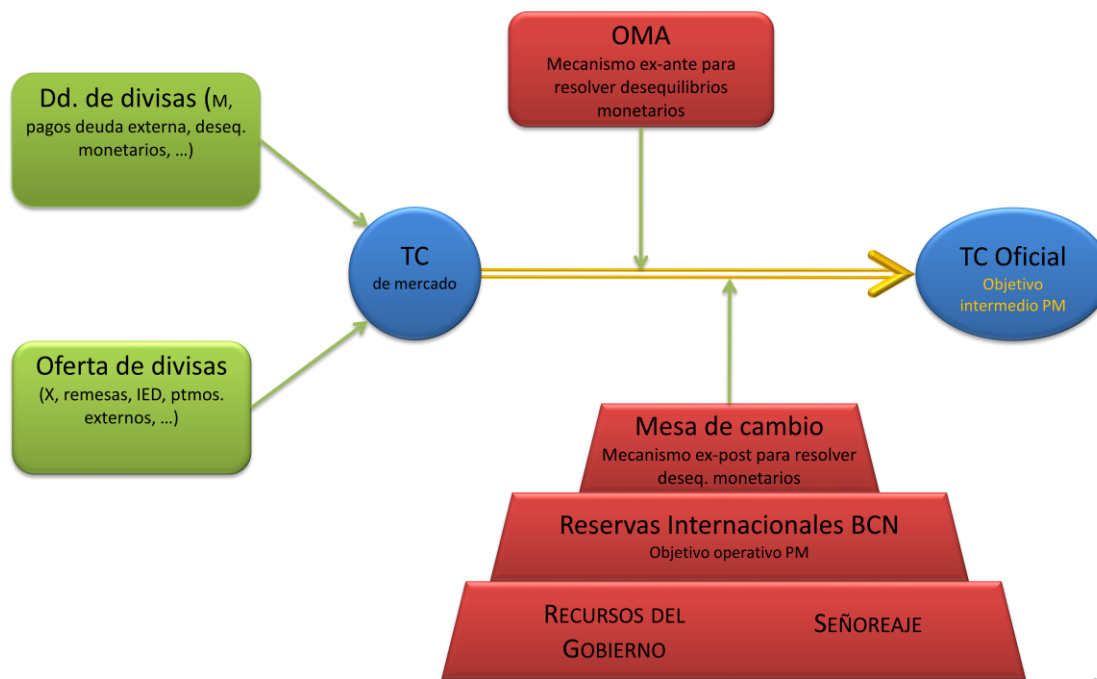 OMA
Mecanismo ex-ante para
resolver desequilibrios
monetarios
Dd. de divisas (M,
pagos deuda externa, deseq.
monetarios, ...)
TC
de mercado
TC Oficial
Objetivo
intermedio PM
Oferta de divisas
(X, remesas, IED, ptmos.
externos, ...)
Mesa de cambio
Mecanismo ex-post para resolver
deseq. monetarios
Reservas Internacionales BCN
Objetivo operativo PM
RECURSOS DEL
GOBIERNO
SEÑOREAJE